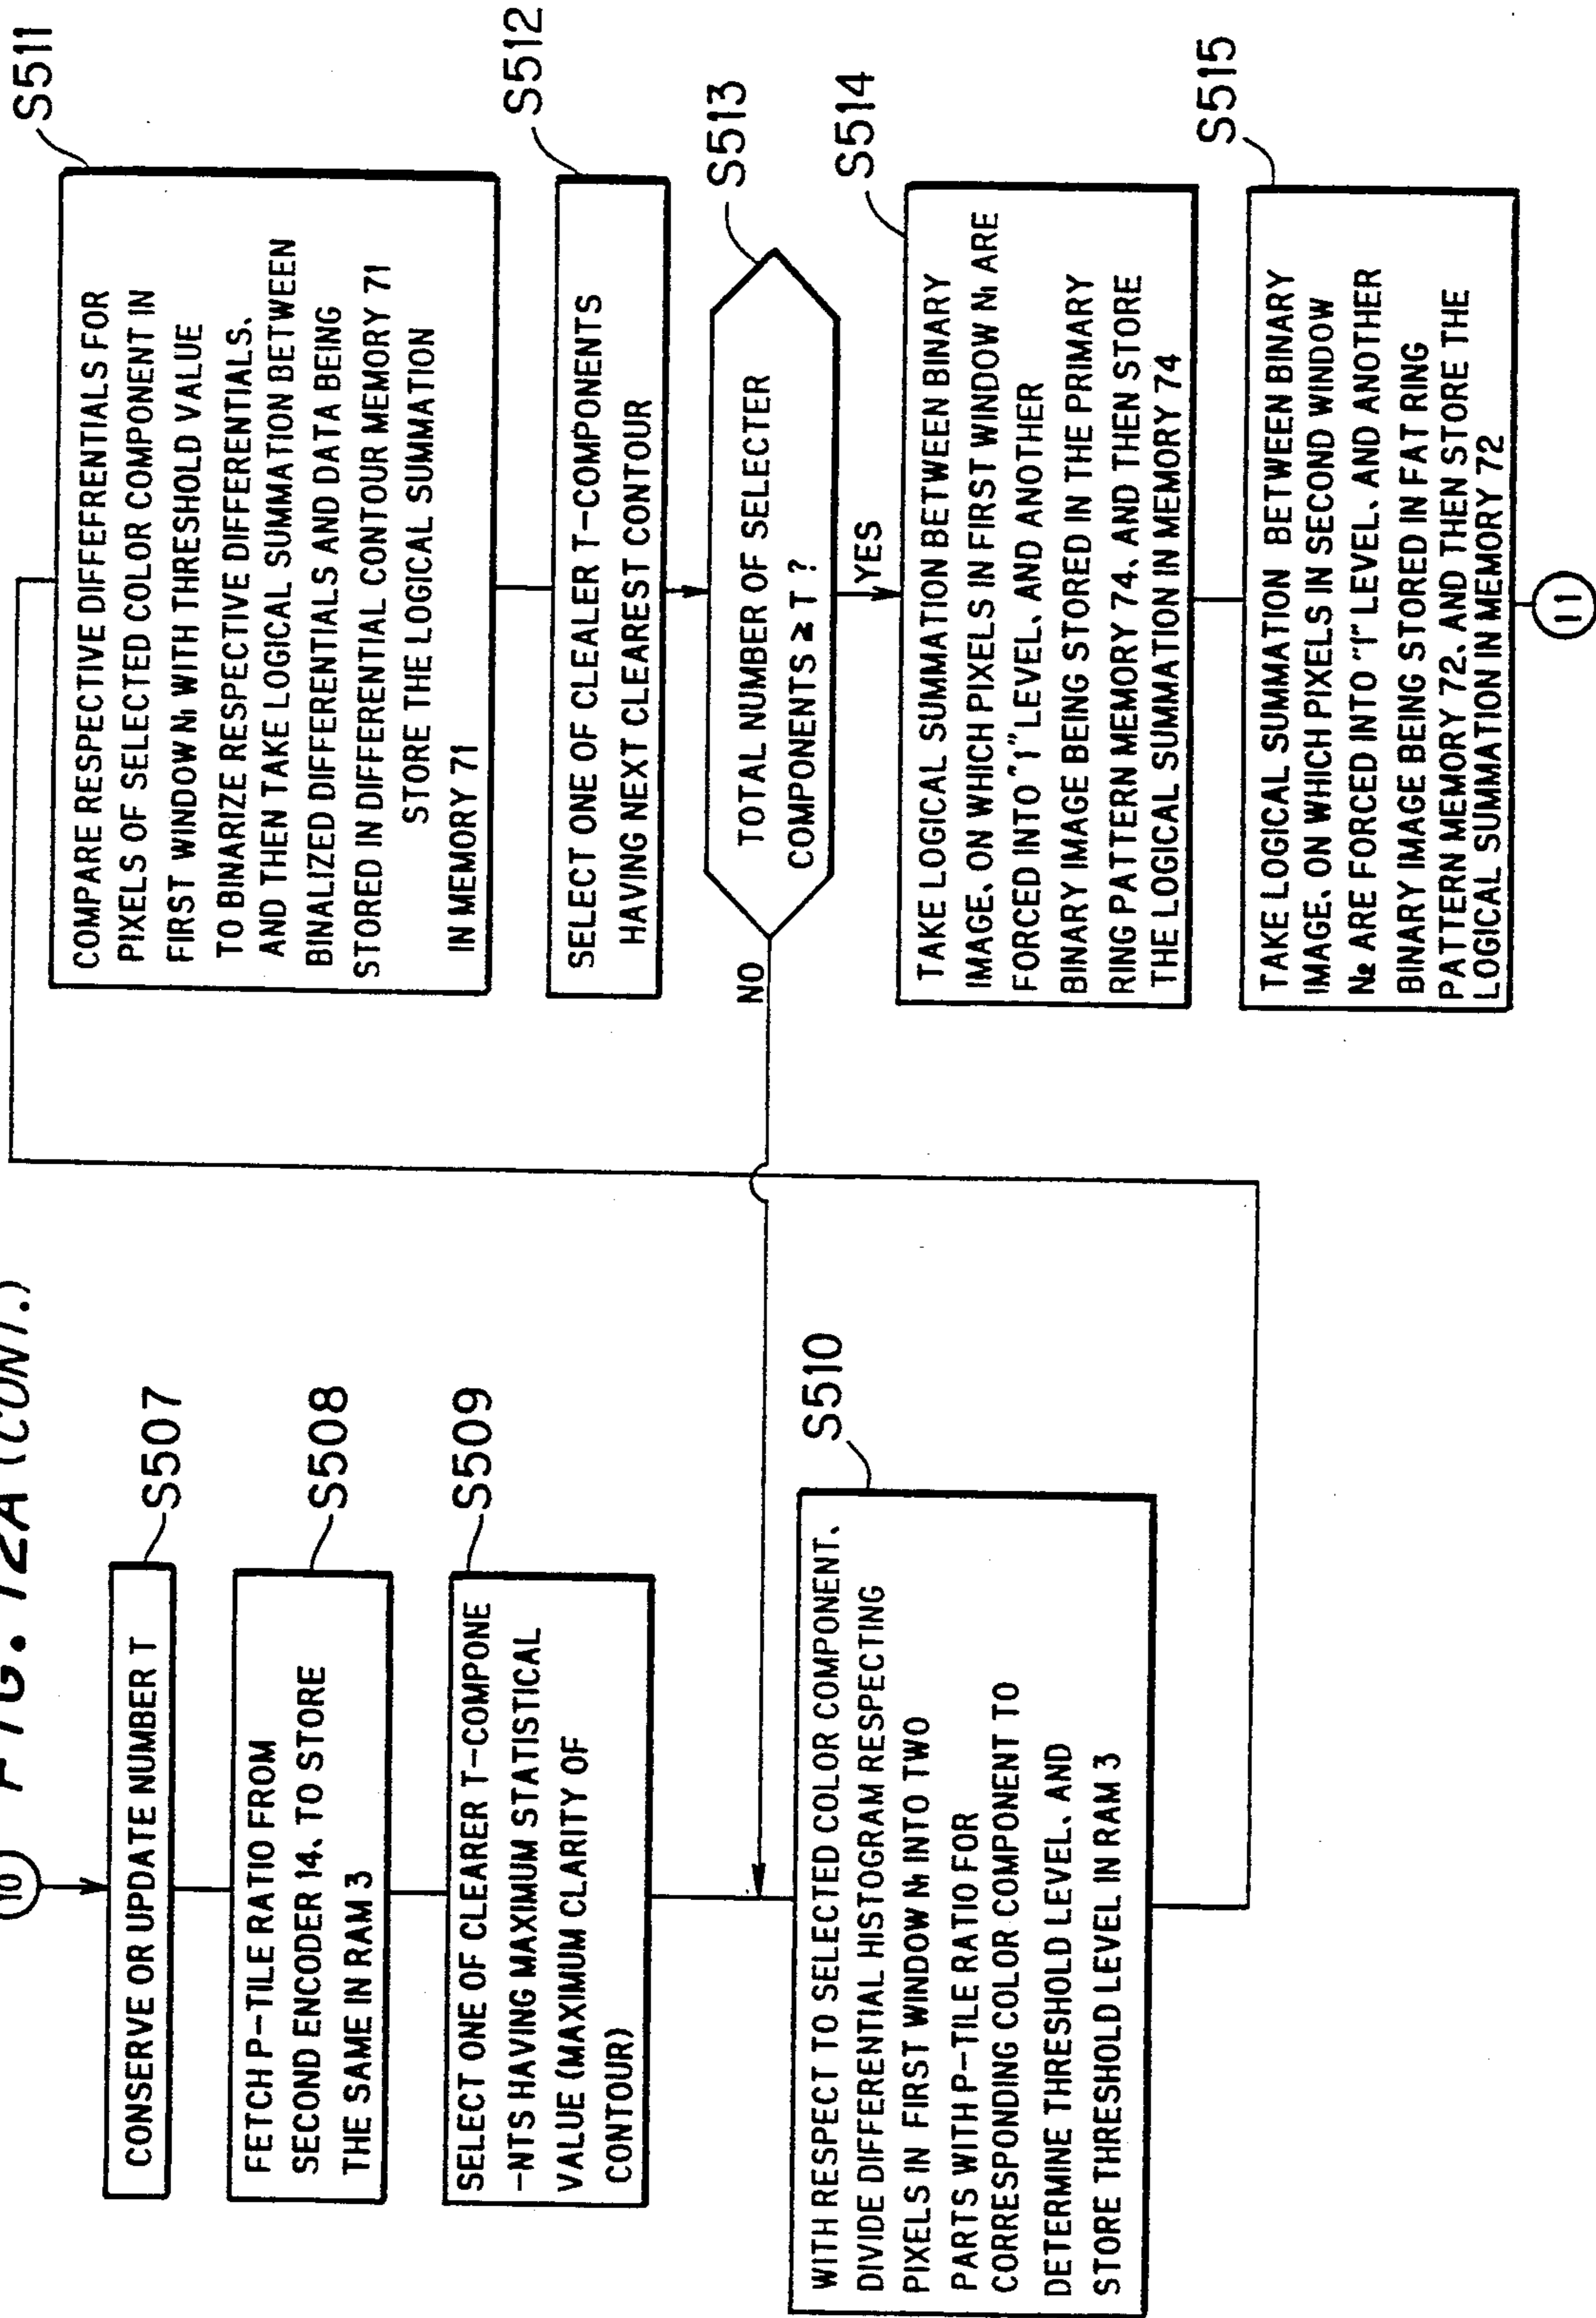 FIG. 12A (CONT.)
10
CONSERVE OR UPDATE NUMBER T
S507
FETCH P-TILE RATIO FROM
SECOND ENCODER 14. TO STORE
THE SAME IN RAM 3
S508
SELECT ONE OF CLEARER T-COMPONE
-NTS HAVING MAXIMUM STATISTICAL
VALUE (MAXIMUM CLARITY OF
CONTOUR)
S509
WITH RESPECT TO SELECTED COLOR COMPONENT.
DIVIDE DIFFERENTIAL HISTOGRAM RESPECTING
PIXELS IN FIRST WINDOW N1 INTO TWO
PARTS WITH P-TILE RATIO FOR
CORRESPONDING COLOR COMPONENT TO
DETERMINE THRESHOLD LEVEL. AND
STORE THRESHOLD LEVEL IN RAM 3
S510
COMPARE RESPECTIVE DIFFEFRENTIALS FOR
PIXELS OF SELECTED COLOR COMPONENT IN
FIRST WINDOW N1 WITH THRESHOLD VALUE
TO BINARIZE RESPECTIVE DIFFERENTIALS.
AND THEN TAKE LOGICAL SUMMATION BETWEEN
BINALIZED DIFFERENTIALS AND DATA BEING
STORED IN DIFFERENTIAL CONTOUR MEMORY 71
STORE THE LOGICAL SUMMATION
IN MEMORY 71
S511
SELECT ONE OF CLEALER T-COMPONENTS
HAVING NEXT CLEAREST CONTOUR
S512
TOTAL NUMBER OF SELECTER
COMPONENTS ≥ T ?
S513
NO
YES
TAKE LOGICAL SUMMATION BETWEEN BINARY
IMAGE. ON WHICH PIXELS IN FIRST WINDOW N1 ARE
FORCED INTO "1" LEVEL. AND ANOTHER
BINARY IMAGE BEING STORED IN THE PRIMARY
RING PATTERN MEMORY 74. AND THEN STORE
THE LOGICAL SUMMATION IN MEMORY 74
S514
TAKE LOGICAL SUMMATION BETWEEN BINARY
IMAGE. ON WHICH PIXELS IN SECOND WINDOW
N2 ARE FORCED INTO "1" LEVEL. AND ANOTHER
BINARY IMAGE BEING STORED IN FAT RING
PATTERN MEMORY 72. AND THEN STORE THE
LOGICAL SUMMATION IN MEMORY 72
S515
11